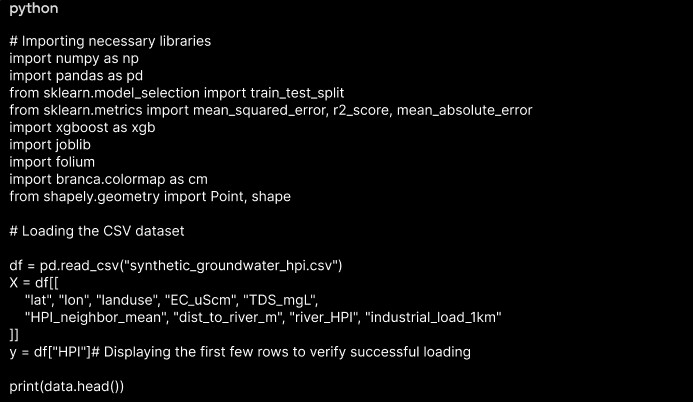 python
# Importing necessary libraries
import numpy as np
import pandas as pd
from sklearn.model_selection import train_test_split
from sklearn.metrics import mean_squared_error, r2_score, mean_absolute_error
import xgboost as xgb
import joblib
import folium
import branca.colormap as cm
from shapely.geometry import Point, shape
# Loading the CSV dataset
df = pd.read_csv("synthetic_groundwater_hpi.csv")
X = df[[
"lat", "lon", "landuse", "EC_uScm", "TDS_mgL",
"HPI_neighbor_mean", "dist_to_river_m", "river_HPI", "industrial_load_1km"
]]
y = df["HPI"]# Displaying the first few rows to verify successful loading
print(data.head())